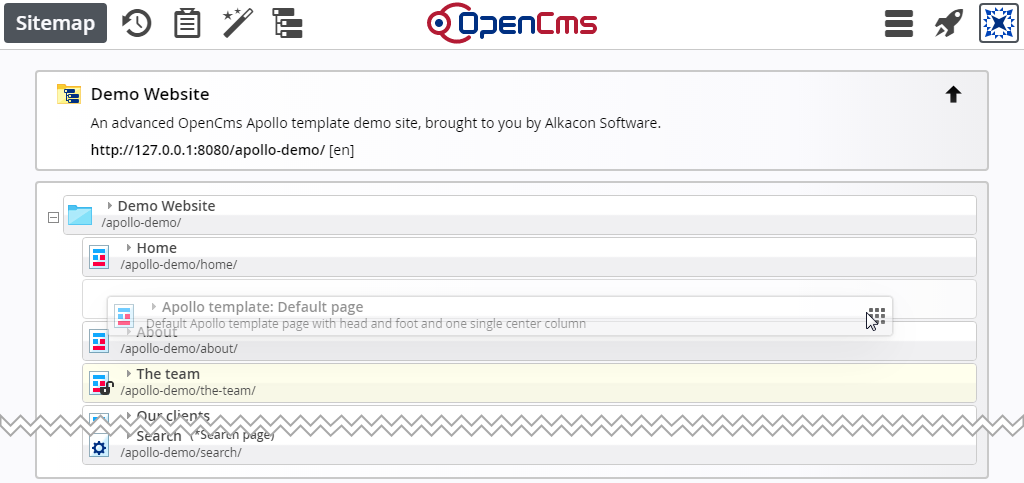 Sitemap
OpenCms
Demo Website
An advanced OpenCms Apollo template demo site, brought to you by Alkacon Software.
http://127.0.0.1:8080/apollo-demo/ [en]
Demo Website
/apollo-demo/
Home
/apollo-demo/home/
Apollo template: Default page
Default Apollo template page with head and foot and one single center column
About
/apollo-demo/about/
The team
/apollo-demo/the-team/
Our clients
Search (*Search page)
/apollo-demo/search/